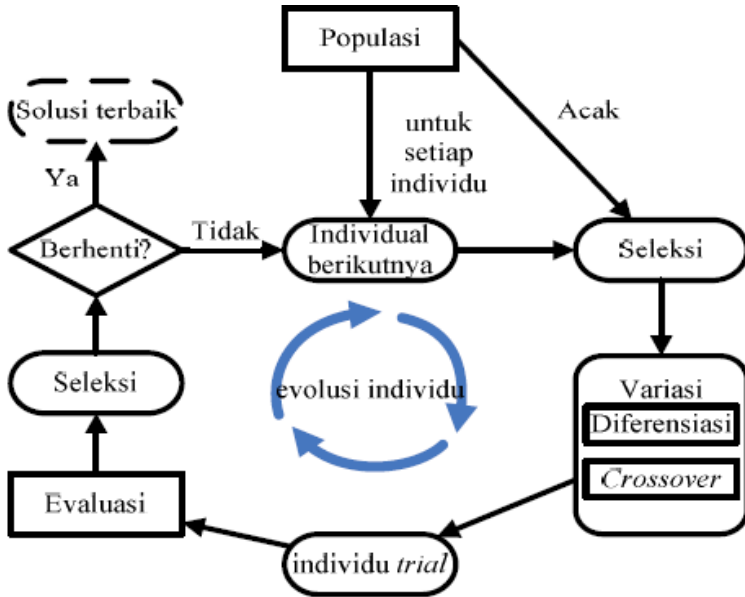 Populasi
Solusi terbaik
untuk
setiap
individu
Acak
Ya
Berhenti?
Tidak
Individual
berikutnya
Seleksi
Seleksi
evolusi individu
Variasi
Diferensiasi
Crossover
Evaluasi
individu trial